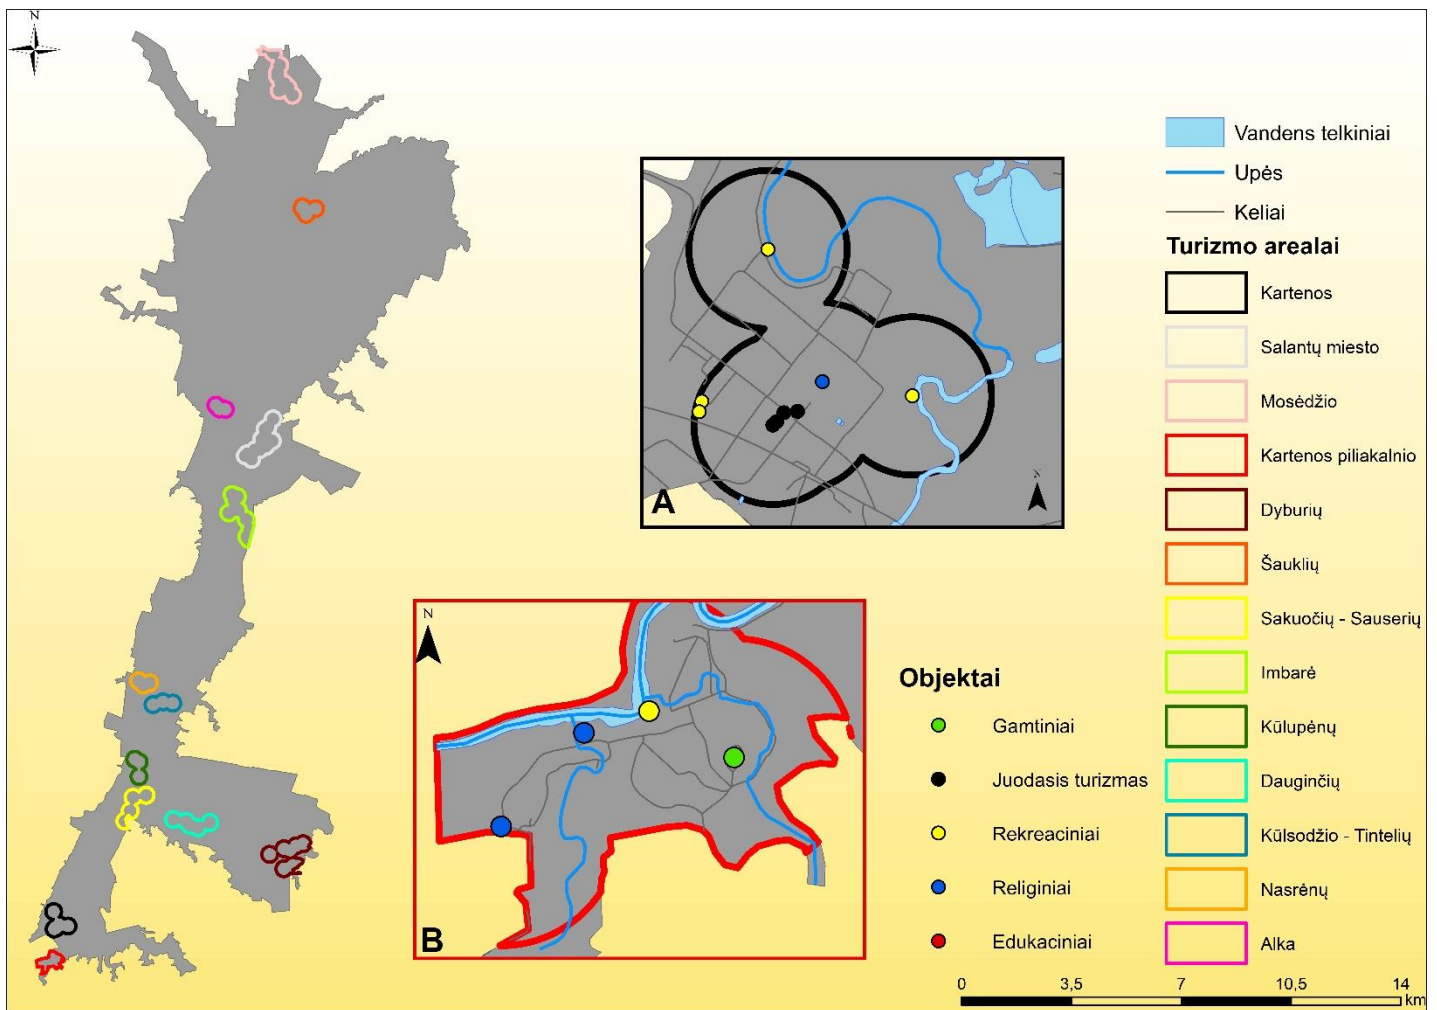 N
Vandens telkiniai
Upės
Keliai
Turizmo arealai
Kartenos
Salantų miesto
Mosėdžio
Kartenos piliakalnio
Dyburių
Šauklių
Sakuočių - Sauserių
Imbarė
Kūlupėnų
Dauginčių
Kūlsodžio - Tintelių
Nasrėnų
Alka
A
N
N
B
Objektai
Gamtiniai
Juodasis turizmas
Rekreaciniai
Religiniai
Edukaciniai
0 3,5 7 10,5 14
km